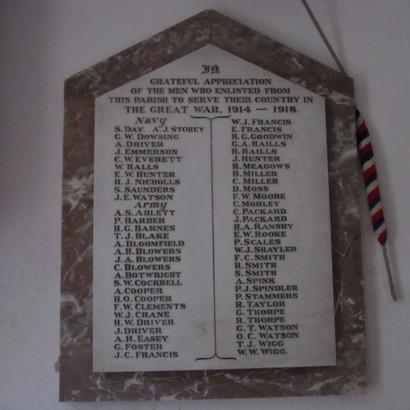 IN
GRATEFUL APPRECIATION
OF THE MEN WHO ENLISTED FROM
THIS PARISH TO SERVE THEIR COUNTRY IN
THE GREAT WAR, 1914 — 1918.
Navy
S. DAY. A. J. STOREY
G. W. DOWSING
A. DRIVER
J. EMMERSON
C. W. EVERETT
W. HALLS
E. W. HUNTER
H. J. NICHOLLS
S. SAUNDERS
J. E. WATSON
Army
A. S. ABLETT
P. BARBER
H. G. BARNES
T. J. BLAKE
A. BLOOMFIELD
A. H. BLOWERS
J. A. BLOWERS
C. BLOWERS
A. BOTWRIGHT
S. W. COCKRELL
A. COOPER
H. O. COOPER
F. W. CLEMENTS
W. J. CRANE
H. W. DRIVER
J. DRIVER
A. R. EASEY
G. FOSTER
J. C. FRANCIS
W. J. FRANCIS
E. FRANCIS
H. G. GOODWIN
G. A. HAILLS
H. HAILLS
J. HUNTER
R. MEADOWS
B. MILLER
C. MILLER
D. MOSS
F. W. MOORE
C. MORLEY
C. PACKARD
J. PACKARD
H. A. RANSBY
E. W. ROOKE
P. SCALES
W. J. SHAYLER
F. C. SMITH
H. SMITH
S. SMITH
A. SPINK
P. J. SPINDLER
P. STAMMERS
R. TAYLOR
G. THORPE
R. THORPE
G. T. WATSON
O. C. WATSON
T. J. WIGG
W. W. WIGG.